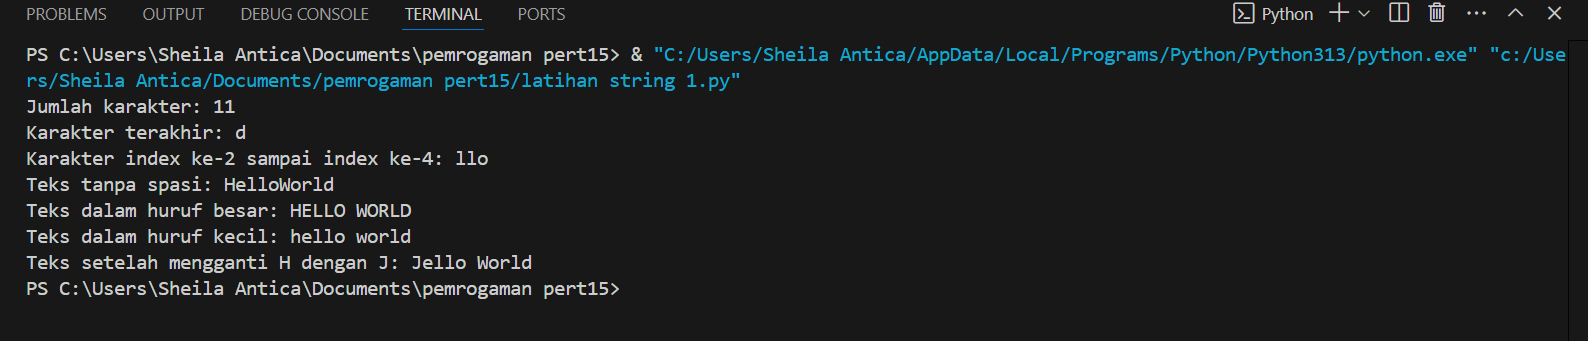 PROBLEMS OUTPUT DEBUG CONSOLE TERMINAL PORTS Python
PS C:\Users\Sheila Antica\Documents\pemrogaman pert15> & "C:/Users/Sheila Antica/AppData/Local/Programs/Python/Python313/python.exe" "c:/Use
rs/Sheila Antica/Documents/pemrogaman pert15/latihan string 1.py"
Jumlah karakter: 11
Karakter terakhir: d
Karakter index ke-2 sampai index ke-4: llo
Teks tanpa spasi: HelloWorld
Teks dalam huruf besar: HELLO WORLD
Teks dalam huruf kecil: hello world
Teks setelah mengganti H dengan J: Jello World
PS C:\Users\Sheila Antica\Documents\pemrogaman pert15>